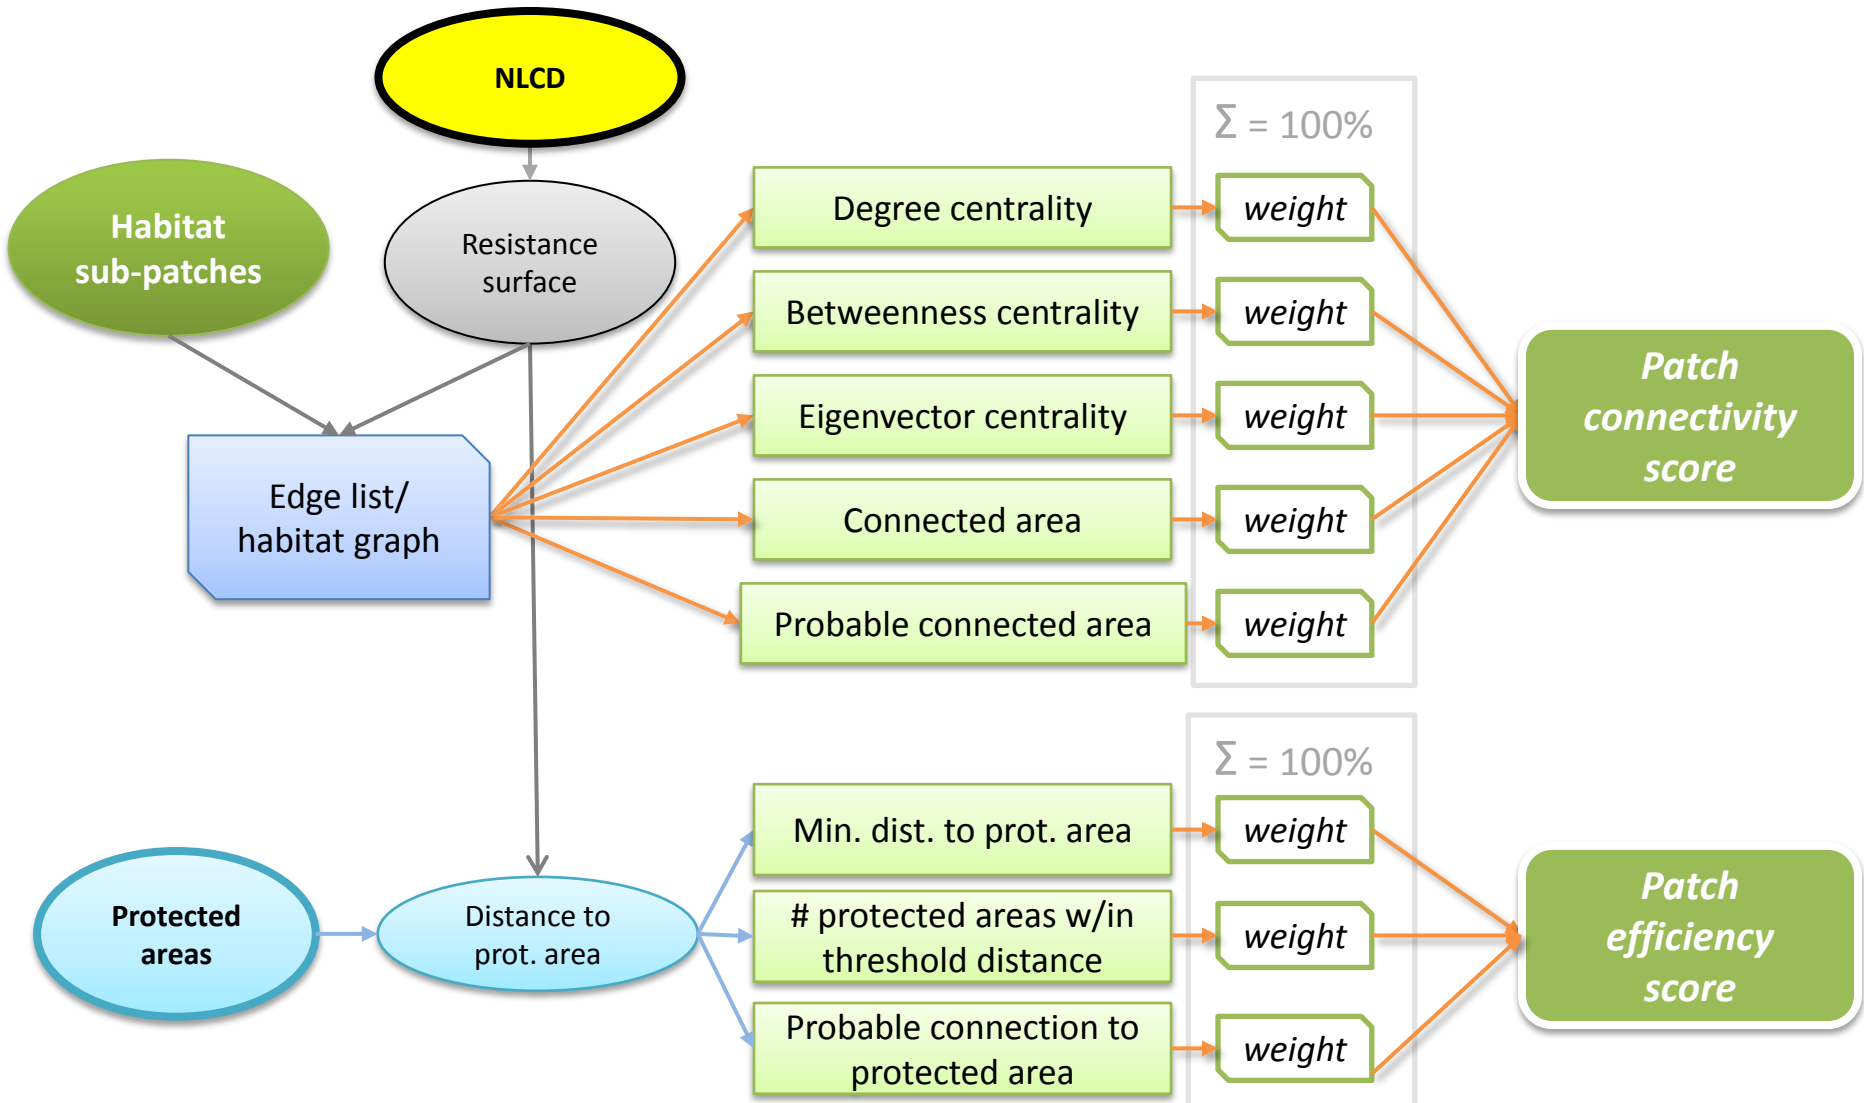 NLCD
Σ = 100%
Habitat
sub-patches
Resistance
surface
Degree centrality
weight
Betweenness centrality
weight
Eigenvector centrality
weight
Patch
connectivity
score
Edge list/
habitat graph
Connected area
weight
Probable connected area
weight
Σ = 100%
Min. dist. to prot. area
weight
Protected
areas
Distance to
prot. area
# protected areas w/in
threshold distance
weight
Patch
efficiency
score
Probable connection to
protected area
weight